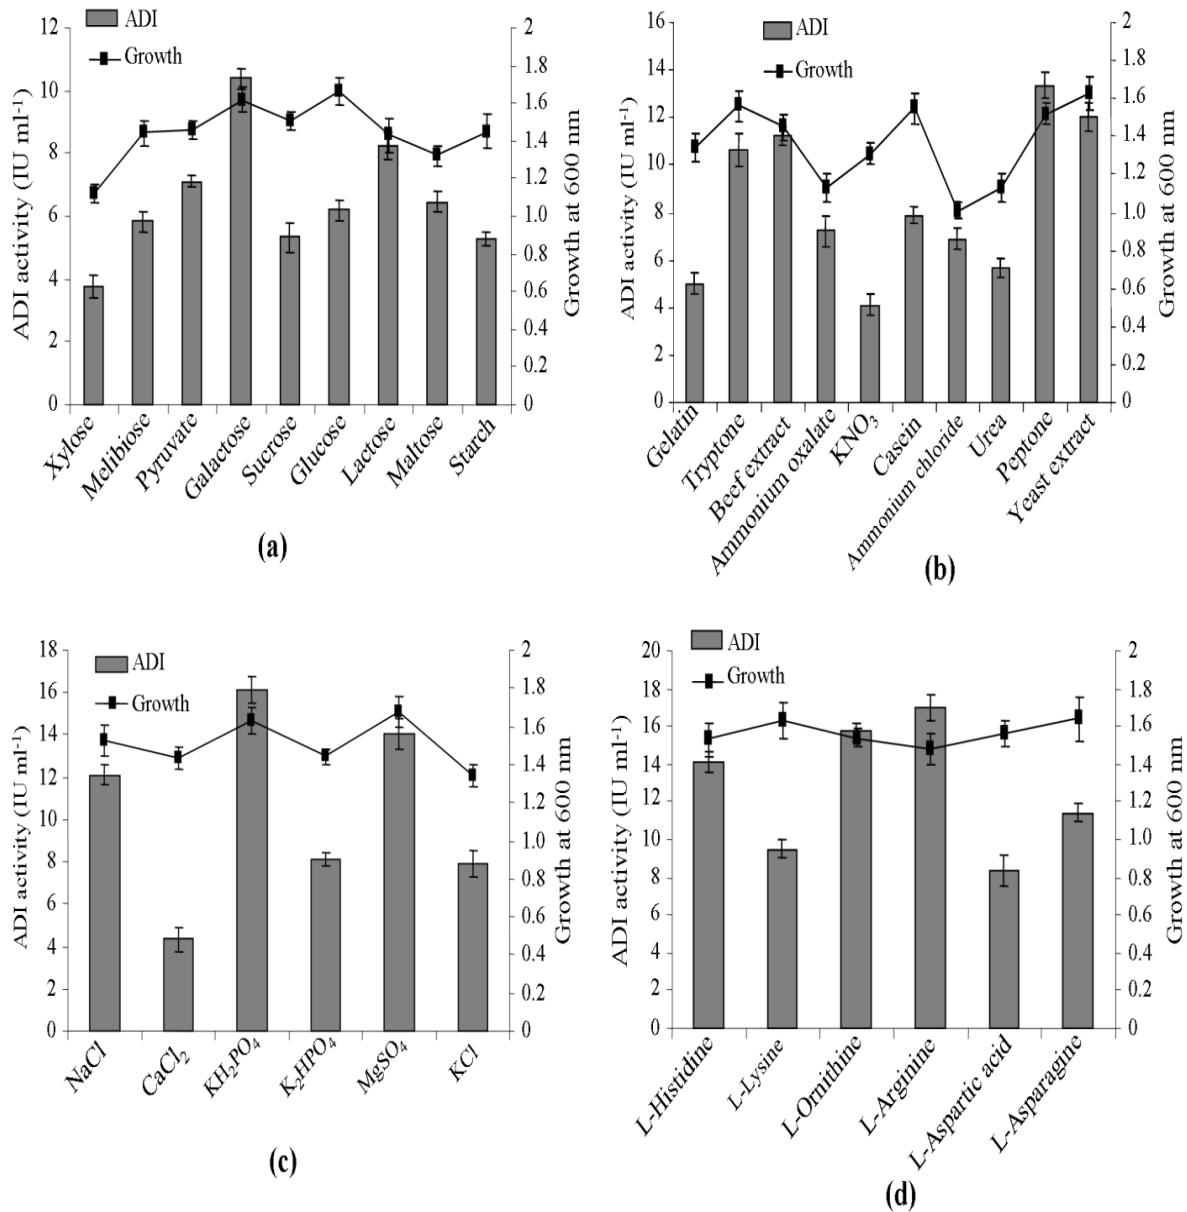 ADI
Growth
ADI activity (IU ml-1)
12
10
8
6
4
2
0
2
1.8
1.6
1.4
1.2
1.0
0.8
0.6
0.4
0.2
0
Growth at 600 nm
Xylose
Melibiose
Pyruvate
Galactose
Sucrose
Glucose
Lactose
Maltose
Starch
(a)
ADI
Growth
ADI activity (IU ml-1)
16
14
12
10
8
6
4
2
0
2
1.8
1.6
1.4
1.2
1.0
0.8
0.6
0.4
0.2
0
Growth at 600 nm
Gelatin
Tryptone
Beef extract
Ammonium oxalate
KNO3
Casein
Ammonium chloride
Urea
Peptone
Yeast extract
(b)
ADI
Growth
ADI activity (IU ml-1)
18
16
14
12
10
8
6
4
2
0
2
1.8
1.6
1.4
1.2
1.0
0.8
0.6
0.4
0.2
0
Growth at 600 nm
NaCl
CaCl2
KH2PO4
K2HPO4
MgSO4
KCl
(c)
ADI
Growth
ADI activity (IU ml-1)
20
18
16
14
12
10
8
6
4
2
0
2
1.8
1.6
1.4
1.2
1.0
0.8
0.6
0.4
0.2
0
Growth at 600 nm
L-Histidine
L-Lysine
L-Ornithine
L-Arginine
L-Aspartic acid
L-Asparagine
(d)